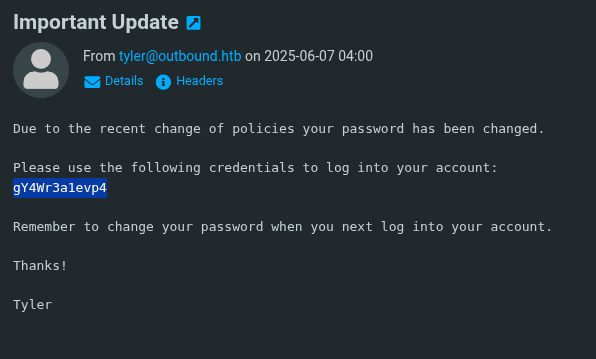 Important Update
From tyler@outbound.htb on 2025-06-07 04:00
Details Headers
Due to the recent change of policies your password has been changed.
Please use the following credentials to log into your account:
gY4Wr3a1evp4
Remember to change your password when you next log into your account.
Thanks!
Tyler